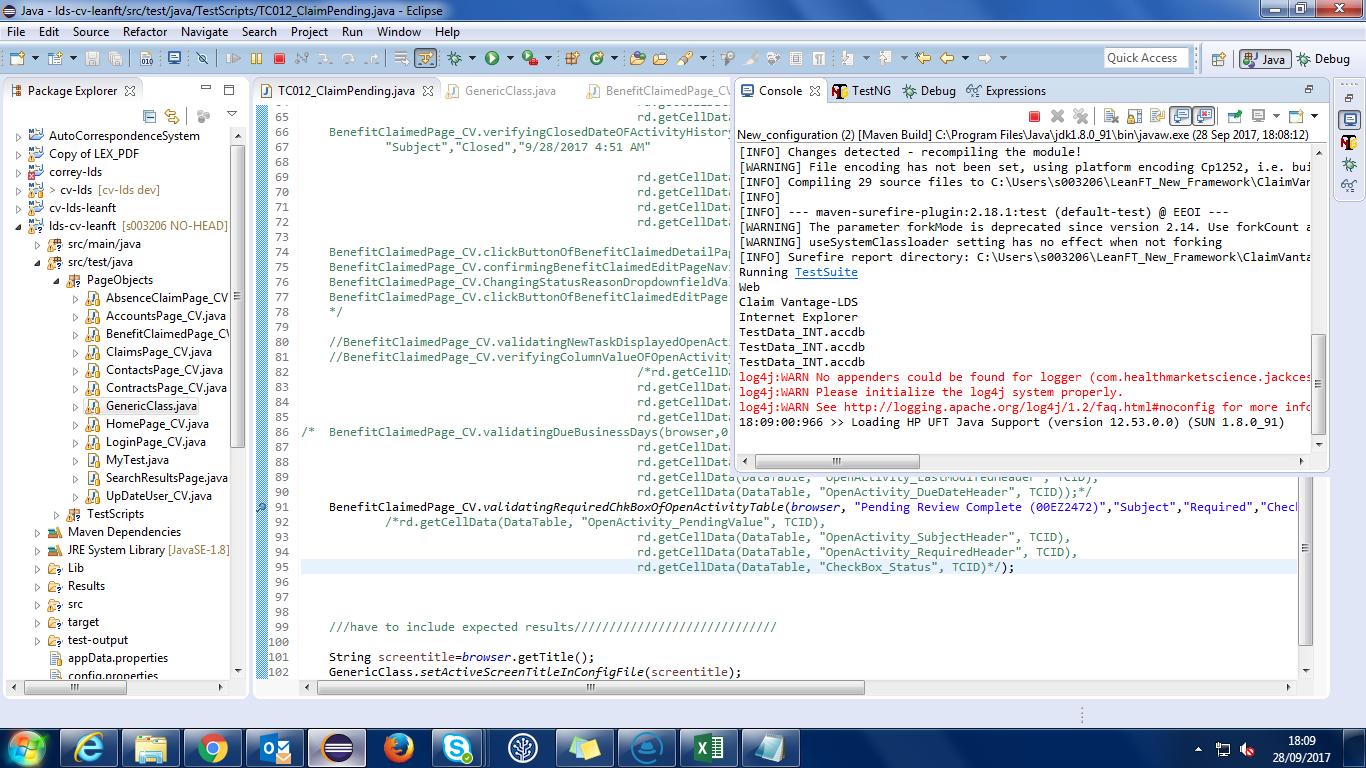 Java - lds-cv-leanft/src/test/java/TestScripts/TC012_ClaimPending.java - Eclipse
File Edit Source Refactor Navigate Search Project Run Window Help
Quick Access
Java
Debug
Package Explorer
AutoCorrespondenceSystem
Copy of LEX_PDF
correy-lds
> cv-lds [cv-lds dev]
cv-lds-leanft
lds-cv-leanft [s003206 NO-HEAD]
src/main/java
src/test/java
PageObjects
AbsenceClaimPage_CV
AccountsPage_CV.java
BenefitClaimedPage_CV
ClaimsPage_CV.java
ContactsPage_CV.java
ContractsPage_CV.java
GenericClass.java
HomePage_CV.java
LoginPage_CV.java
MyTest.java
SearchResultsPage.java
UpDateUser_CV.java
TestScripts
Maven Dependencies
JRE System Library [JavaSE-1.8]
Lib
Results
src
target
test-output
appData.properties
config.properties
TC012_ClaimPending.java
GenericClass.java
BenefitClaimedPage_CV
rd.getCellData
65 rd.getCellData
66 BenefitClaimedPage_CV.verifyingClosedDateOFActivityHistory
67 "Subject","Closed","9/28/2017 4:51 AM"
68
69 rd.getCellData
70 rd.getCellData
71 rd.getCellData
72 rd.getCellData
73
74 BenefitClaimedPage_CV.clickButtonOfBenefitClaimedDetailPag
75 BenefitClaimedPage_CV.confirmingBenefitClaimedEditPageNavi
76 BenefitClaimedPage_CV.ChangingStatusReasonDropdownfieldVal
77 BenefitClaimedPage_CV.clickButtonOfBenefitClaimedEditPage
78 */
79
80 //BenefitClaimedPage_CV.validatingNewTaskDisplayedOpenActi
81 //BenefitClaimedPage_CV.verifyingColumnValueOFOpenActivity
82 /*rd.getCellDat
83 rd.getCellData
84 rd.getCellData
85 rd.getCellData
86 /* BenefitClaimedPage_CV.validatingDueBusinessDays(browser,0
87 rd.getCellData
88 rd.getCellData
89 rd.getCellData(DataTable, "OpenActivity_LastModifedHeader", TCID),
90 rd.getCellData(DataTable, "OpenActivity_DueDateHeader", TCID));*/
91 BenefitClaimedPage_CV.validatingRequiredChkBoxOfOpenActivityTable(browser, "Pending Review Complete (00EZ2472)","Subject","Required","Chec
92 /*rd.getCellData(DataTable, "OpenActivity_PendingValue", TCID),
93 rd.getCellData(DataTable, "OpenActivity_SubjectHeader", TCID),
94 rd.getCellData(DataTable, "OpenActivity_RequiredHeader", TCID),
95 rd.getCellData(DataTable, "CheckBox_Status", TCID)*/);
96
97
98
99 ///have to include expected results/////////////////////////////
100
101 String screentitle=browser.getTitle();
102 GenericClass.setActiveScreenTitleInConfigFile(screentitle);
Console
TestNG
Debug
Expressions
New_configuration (2) [Maven Build] C:\Program Files\Java\jdk1.8.0_91\bin\javaw.exe (28 Sep 2017, 18:08:12)
[INFO] Changes detected - recompiling the module!
[WARNING] File encoding has not been set, using platform encoding Cp1252, i.e. bui
[INFO] Compiling 29 source files to C:\Users\s003206\LeanFT_New_Framework\ClaimVan
[INFO]
[INFO] --- maven-surefire-plugin:2.18.1:test (default-test) @ EEOI ---
[WARNING] The parameter forkMode is deprecated since version 2.14. Use forkCount a
[WARNING] useSystemClassloader setting has no effect when not forking
[INFO] Surefire report directory: C:\Users\s003206\LeanFT_New_Framework\ClaimVanta
Running TestSuite
Web
Claim Vantage-LDS
Internet Explorer
TestData_INT.accdb
TestData_INT.accdb
TestData_INT.accdb
log4j:WARN No appenders could be found for logger (com.healthmarketscience.jackces
log4j:WARN Please initialize the log4j system properly.
log4j:WARN See http://logging.apache.org/log4j/1.2/faq.html#noconfig for more info
18:09:00:966 >> Loading HP UFT Java Support (version 12.53.0.0) (SUN 1.8.0_91)
18:09
28/09/2017